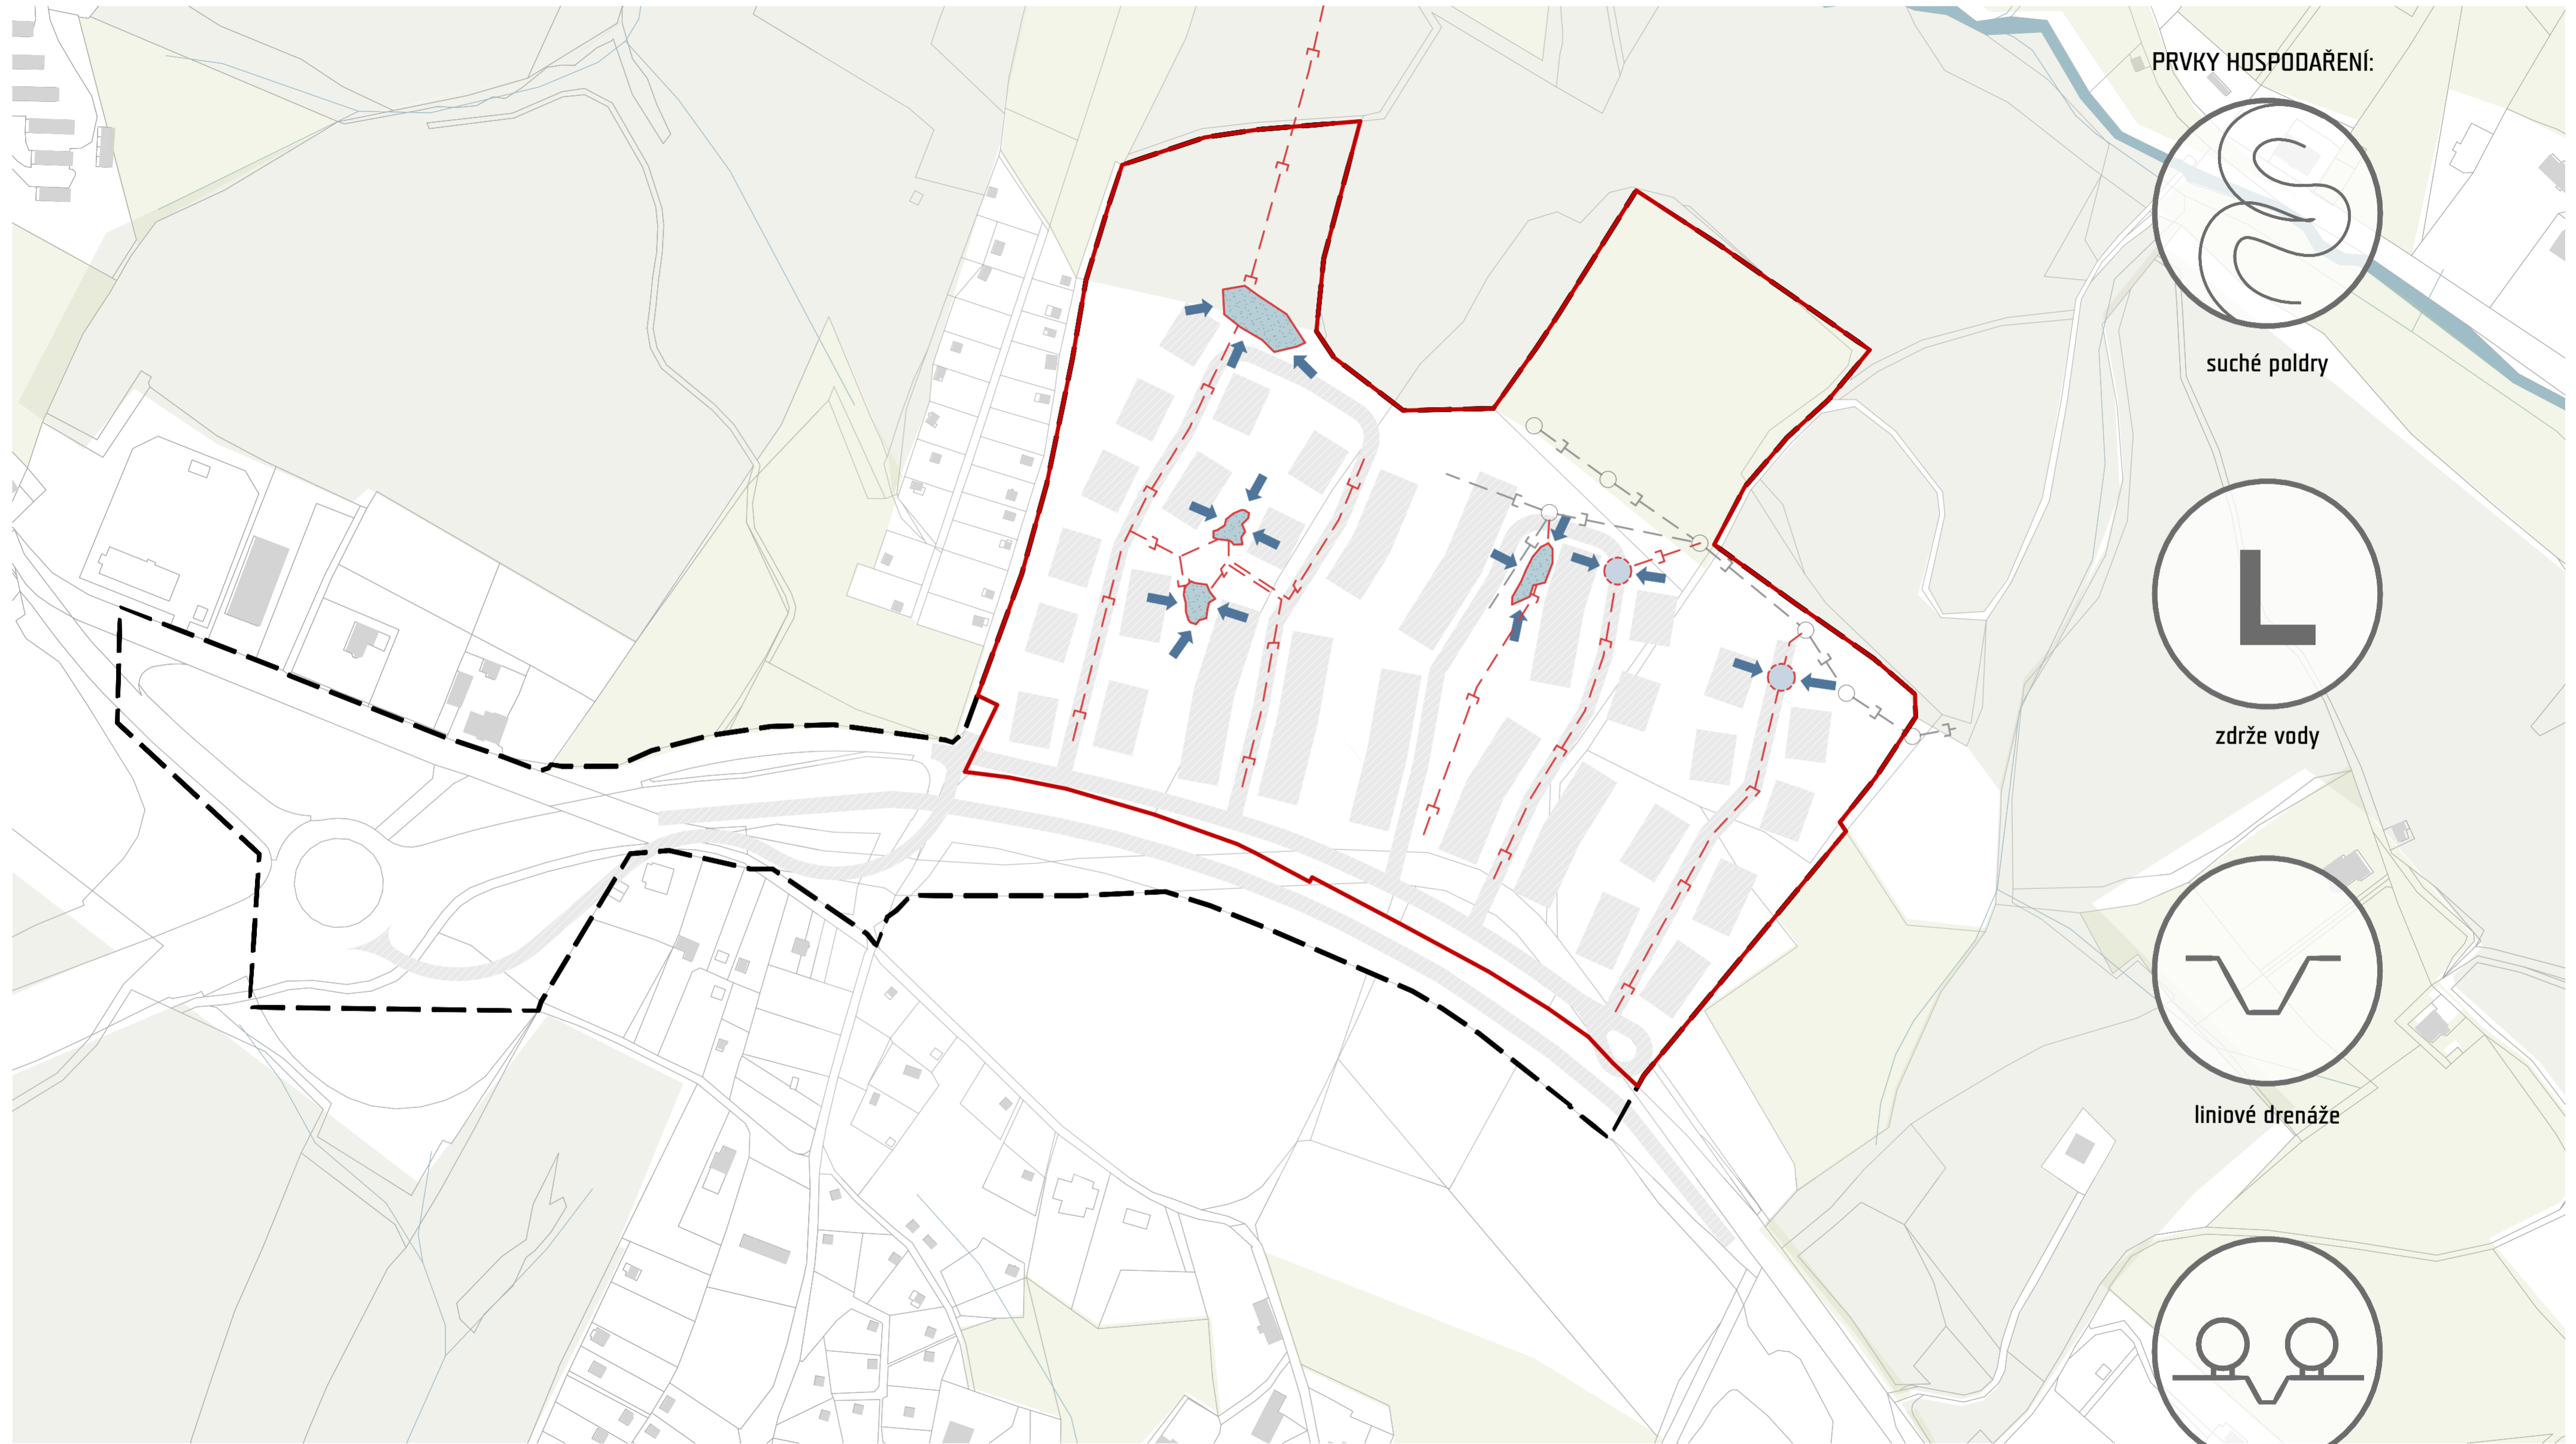 PRVKY HOSPODAŘENÍ:
suché poldry
zdrže vody
liniové drenáže